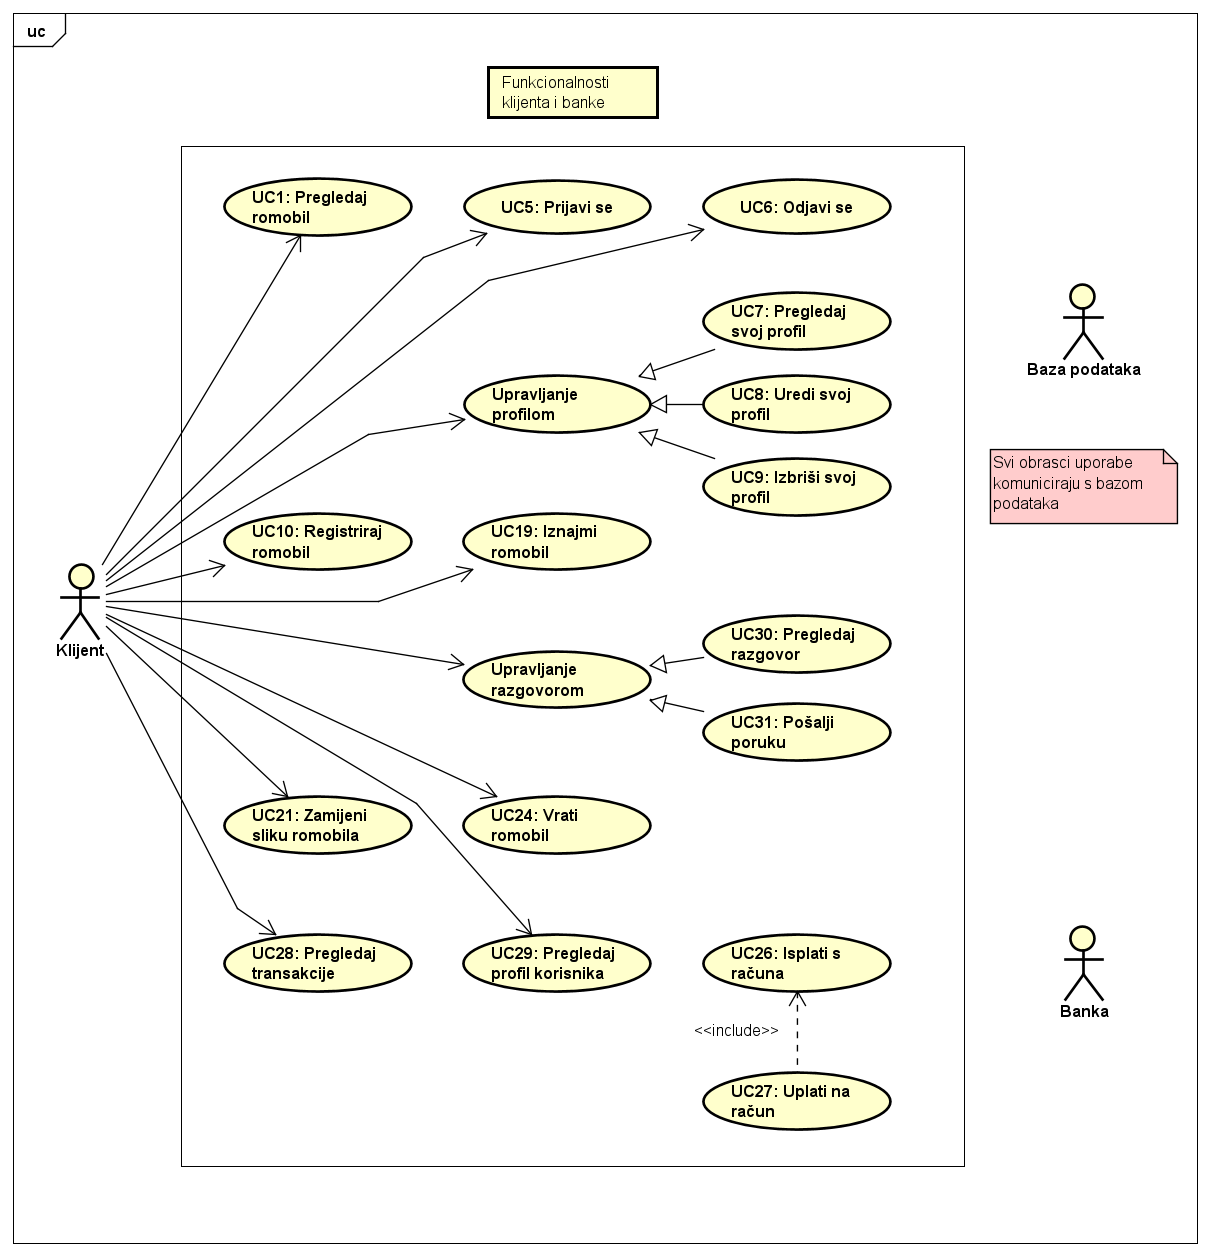 uc
Funkcionalnosti
klijenta i banke
UC1: Pregledaj
romobil
UC5: Prijavi se
UC6: Odjavi se
UC7: Pregledaj
svoj profil
Baza podataka
Upravljanje
profilom
UC8: Uredi svoj
profil
UC9: Izbriši svoj
profil
Svi obrasci uporabe
komuniciraju s bazom
podataka
UC10: Registriraj
romobil
UC19: Iznajmi
romobil
Klijent
UC30: Pregledaj
razgovor
Upravljanje
razgovorom
UC31: Pošalji
poruku
UC21: Zamijeni
sliku romobila
UC24: Vrati
romobil
UC28: Pregledaj
transakcije
UC29: Pregledaj
profil korisnika
UC26: Isplati s
računa
Banka
<<include>>
UC27: Uplati na
račun